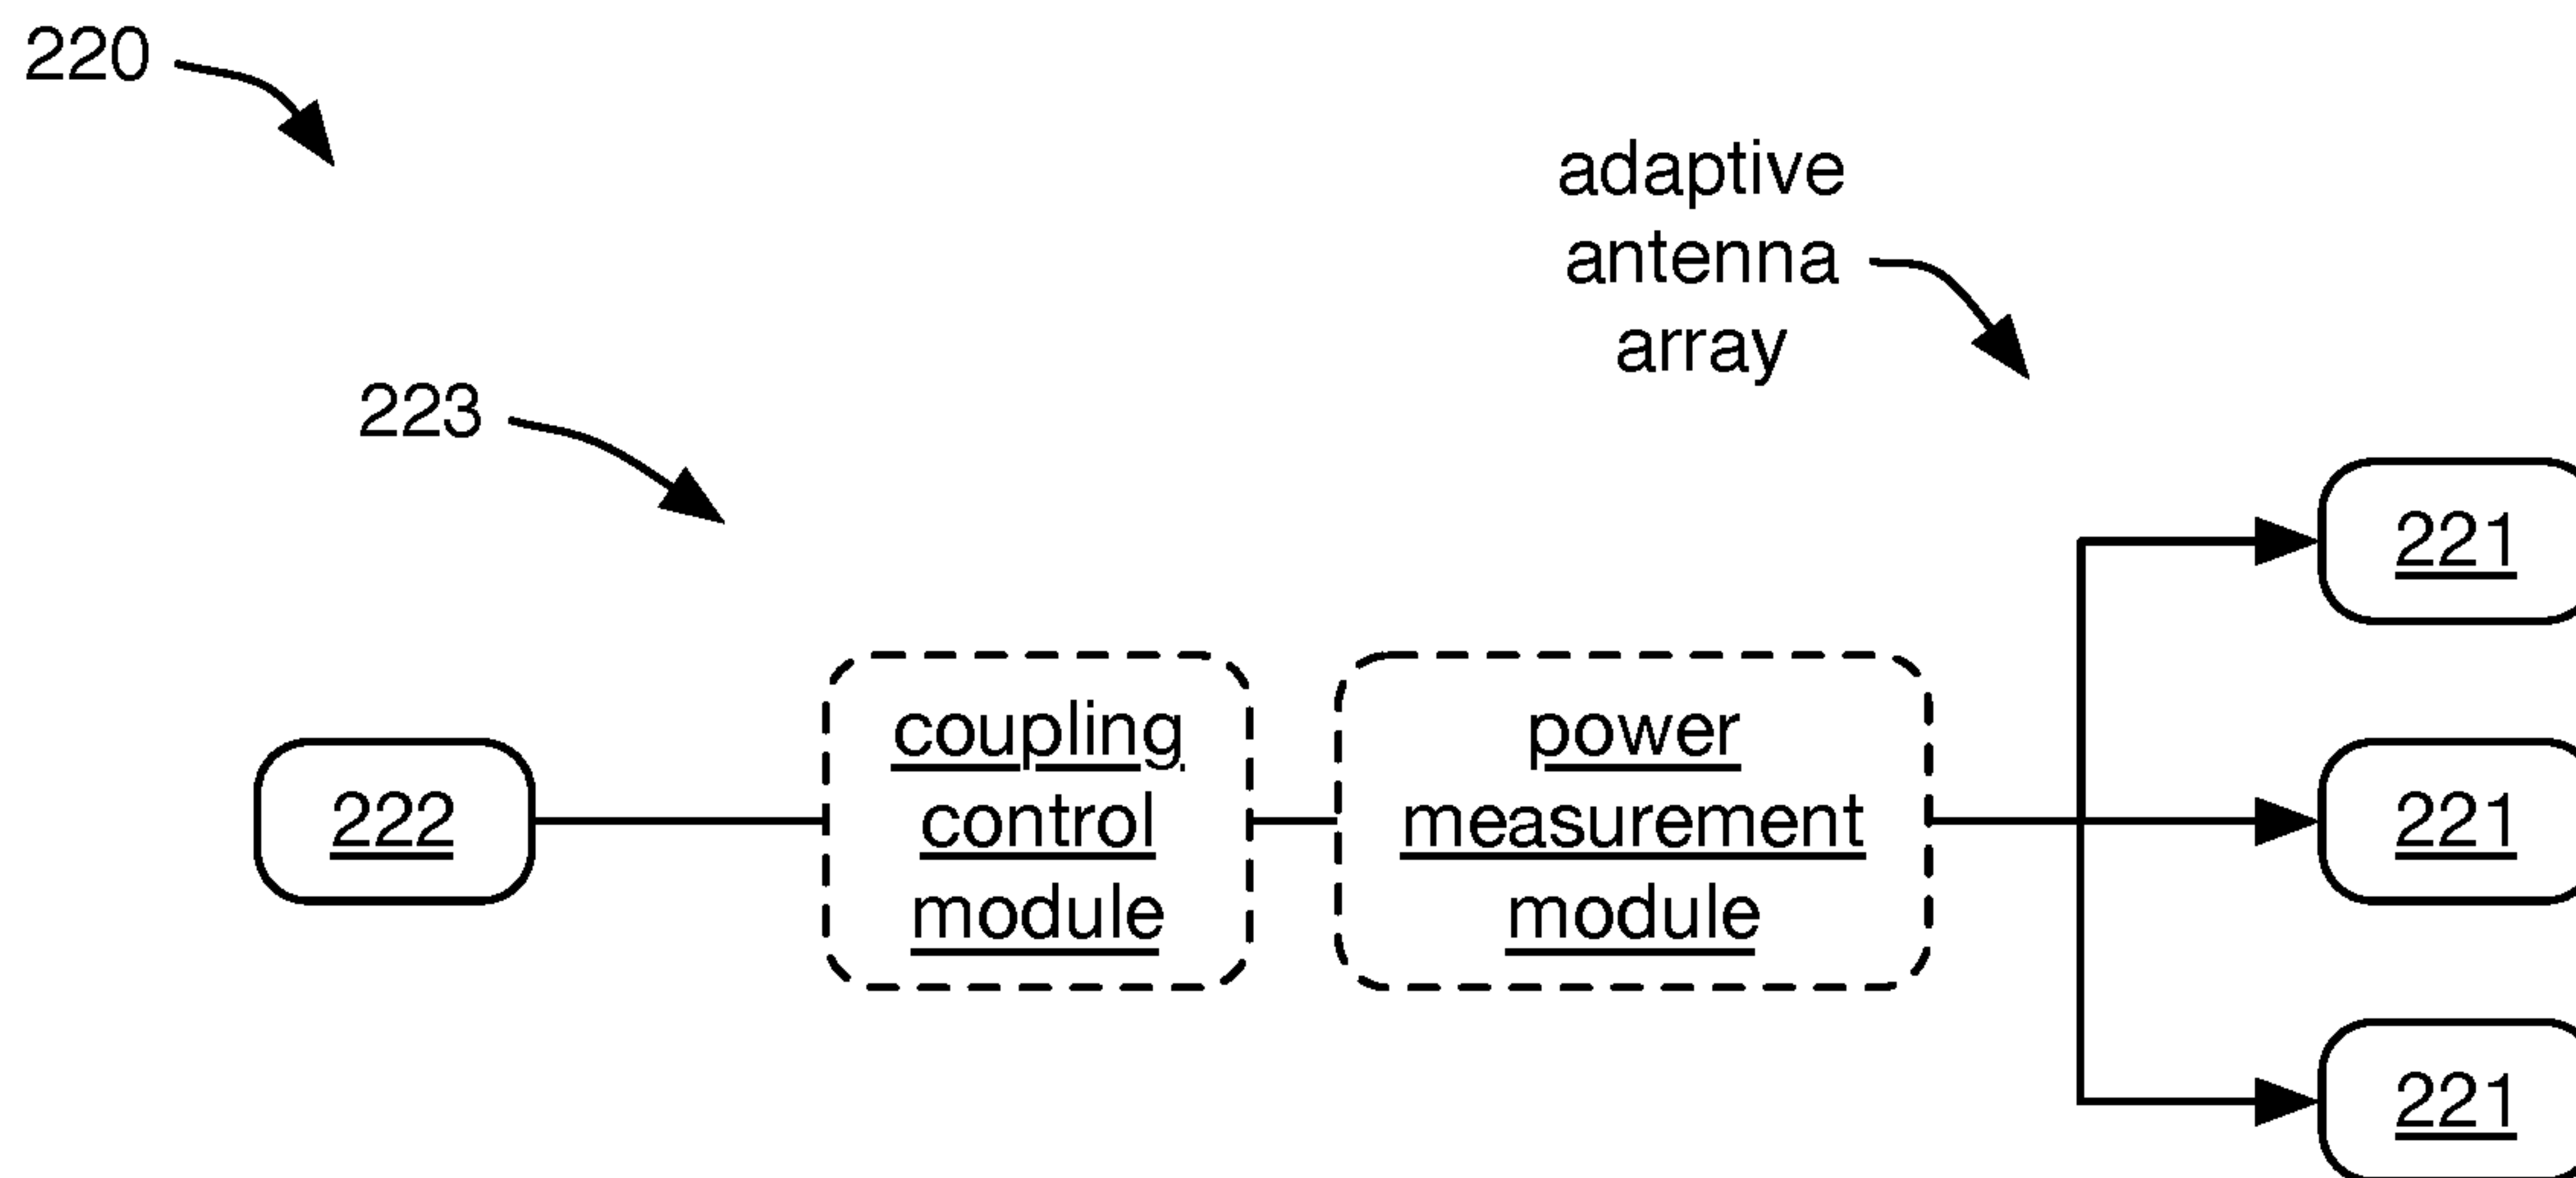 220
adaptive
antenna
array
223
221
coupling
control
module
power
measurement
module
222
221
221